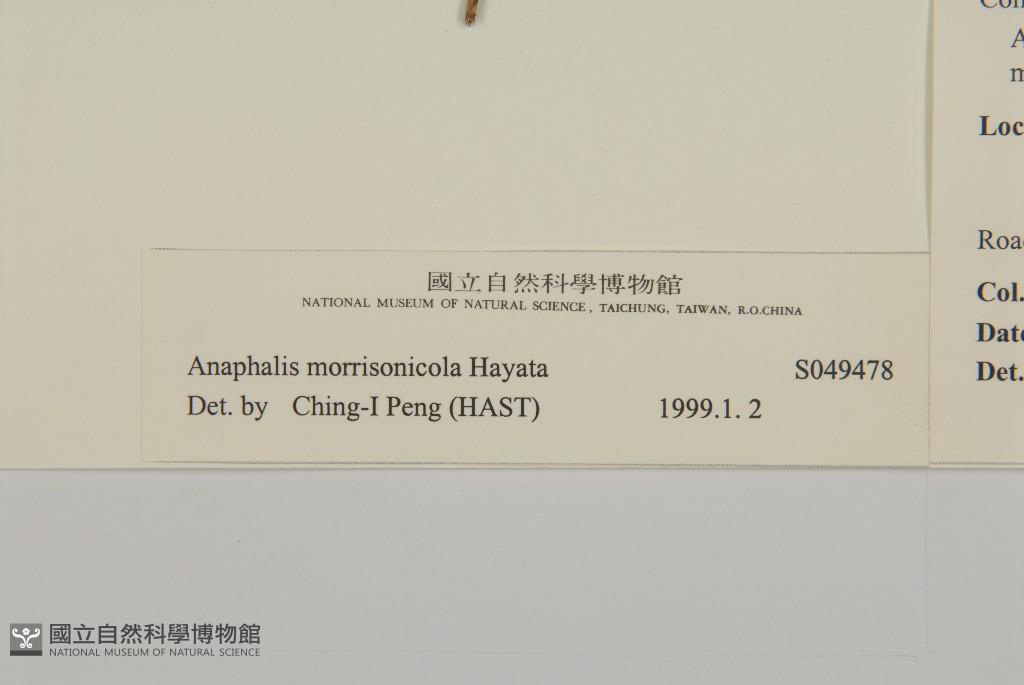 國立自然科學博物館
NATIONAL MUSEUM OF NATURAL SCIENCE, TAICHUNG, TAIWAN, R.O.CHINA
Anaphalis morrisonicola Hayata S049478
Det. by Ching-I Peng (HAST) 1999.1. 2
Loc
Roa
Col.
Date
Det.
國立自然科學博物館
NATIONAL MUSEUM OF NATURAL SCIENCE